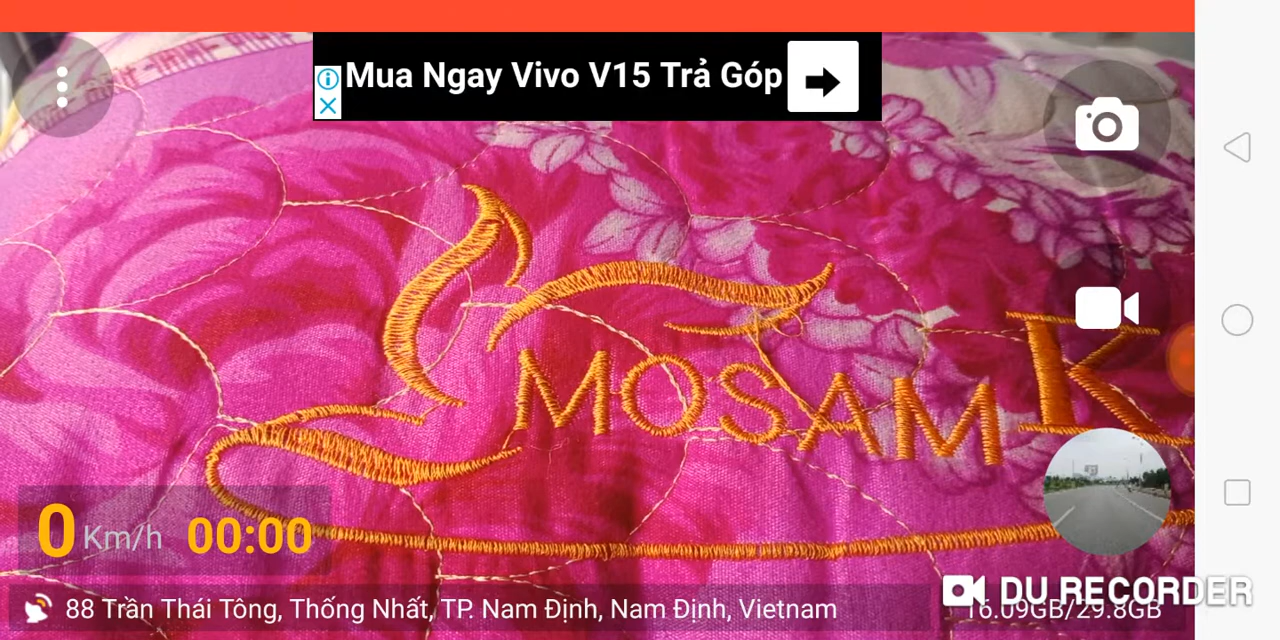 Mua Ngay Vivo V15 Trả Góp
MOSAM
K
0 Km/h 00:00
88 Trần Thái Tông, Thống Nhất, TP. Nam Định, Nam Định, Vietnam
DU RECORDER
16.09GB/29.8GB